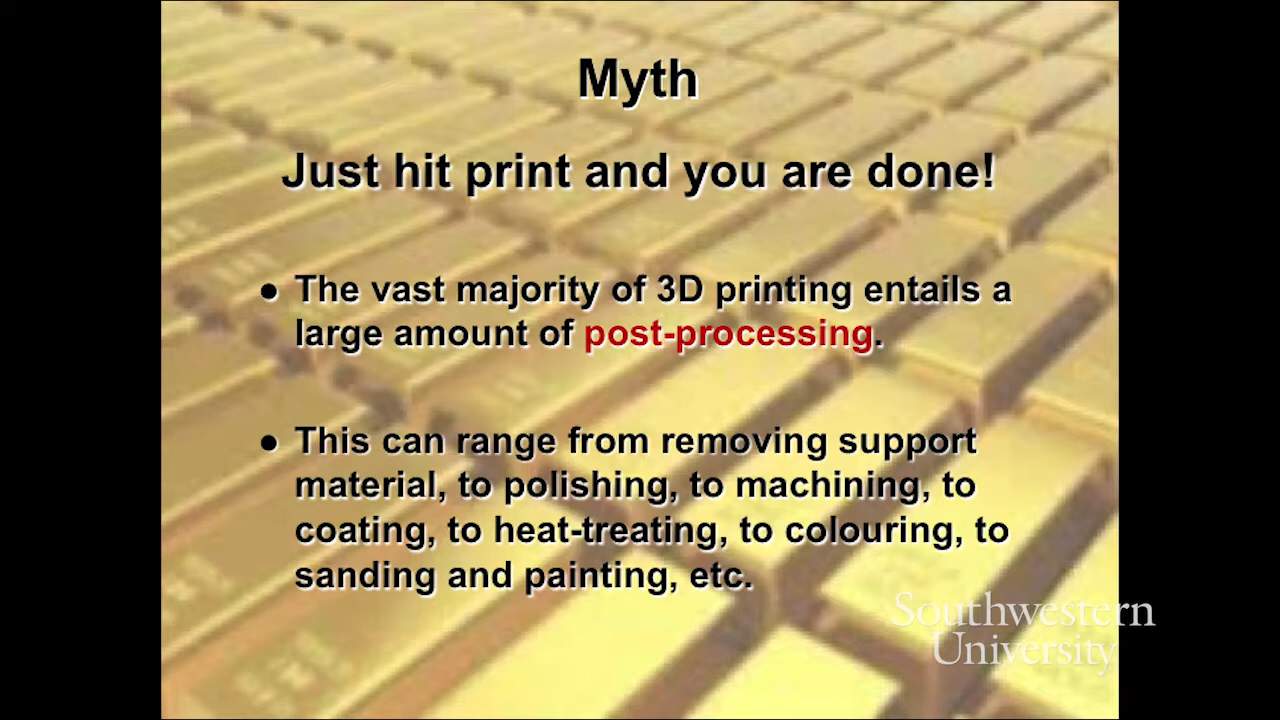 Myth
Just hit print and you are done!
● The vast majority of 3D printing entails a
large amount of post-processing.
● This can range from removing support
material, to polishing, to machining, to
coating, to heat-treating, to colouring, to
sanding and painting, etc.
Southwestern
University